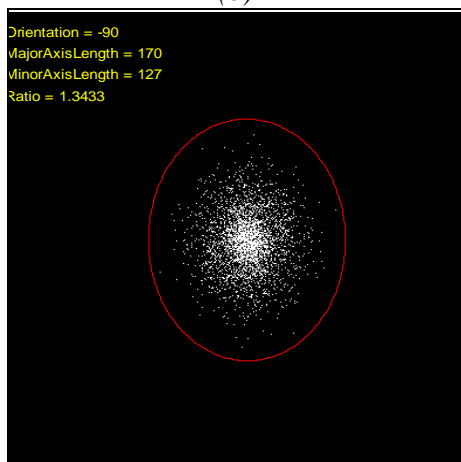 Orientation = -90
MajorAxisLength = 170
MinorAxisLength = 127
Ratio = 1.3433